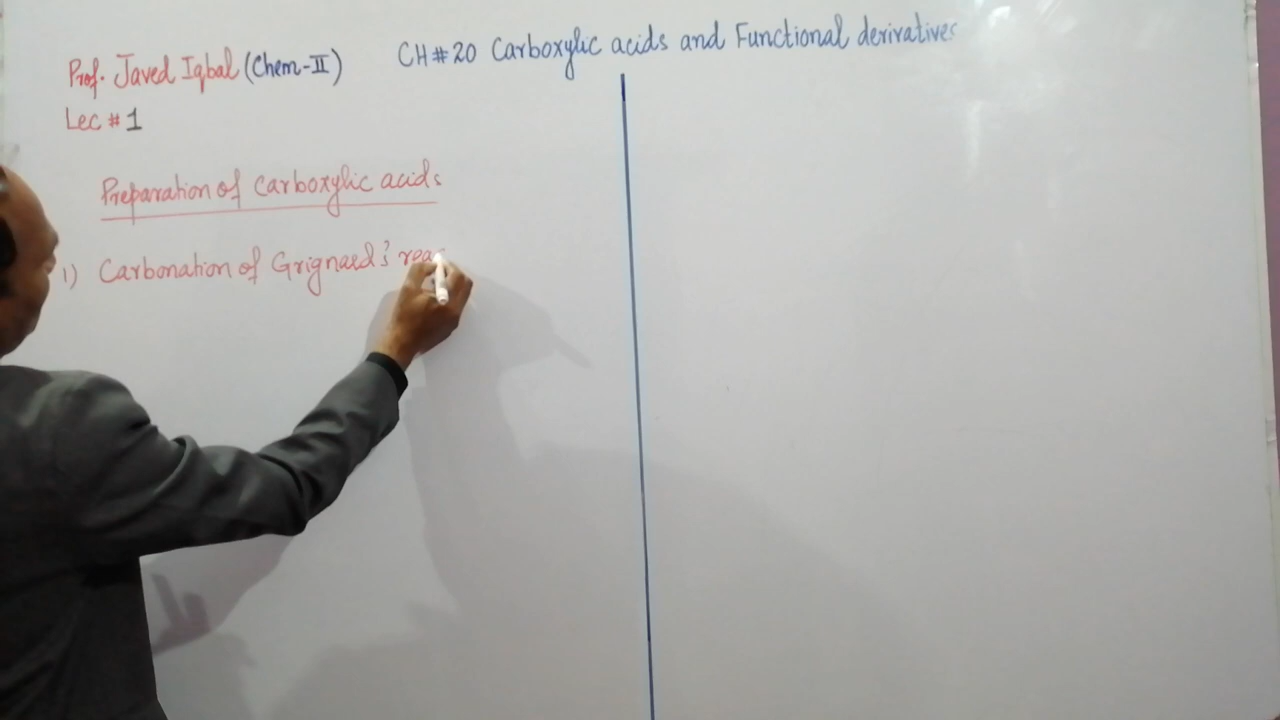 CH#20 Carboxylic acids and Functional derivatives
Prof. Javed Iqbal (Chem-II)
Lec #1
Preparation of carboxylic acids
1) Carbonation of Grignard's rea